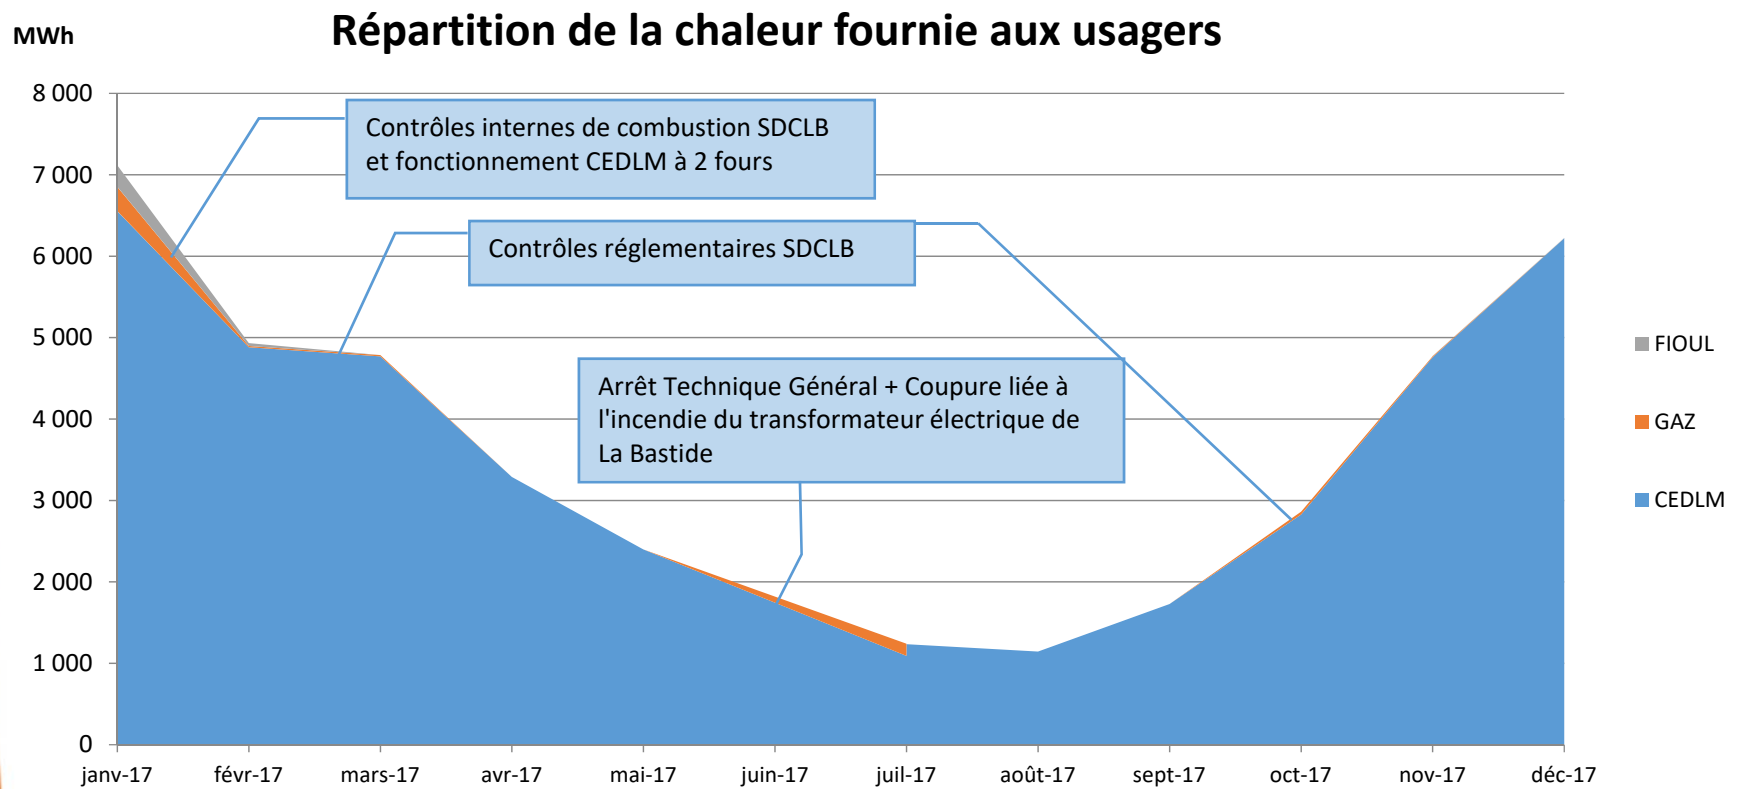 Répartition de la chaleur fournie aux usagers
MWh
8 000
7 000
6 000
5 000
4 000
3 000
2 000
1 000
0
Contrôles internes de combustion SDCLB
et fonctionnement CEDLM à 2 fours
Contrôles réglementaires SDCLB
Arrêt Technique Général + Coupure liée à
l'incendie du transformateur électrique de
La Bastide
FIOUL
GAZ
CEDLM
janv-17 févr-17 mars-17 avr-17 mai-17 juin-17 juil-17 août-17 sept-17 oct-17 nov-17 déc-17